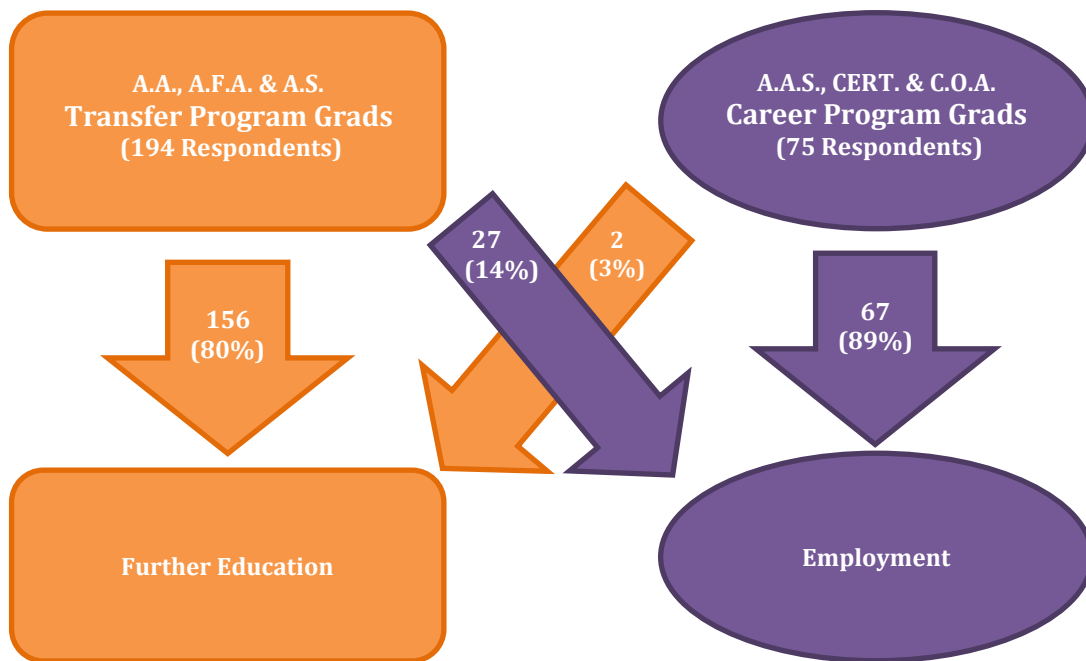 A.A., A.F.A. & A.S.
Transfer Program Grads
(194 Respondents)
A.A.S., CERT. & C.O.A.
Career Program Grads
(75 Respondents)
156
(80%)
27
(14%)
2
(3%)
67
(89%)
Further Education
Employment